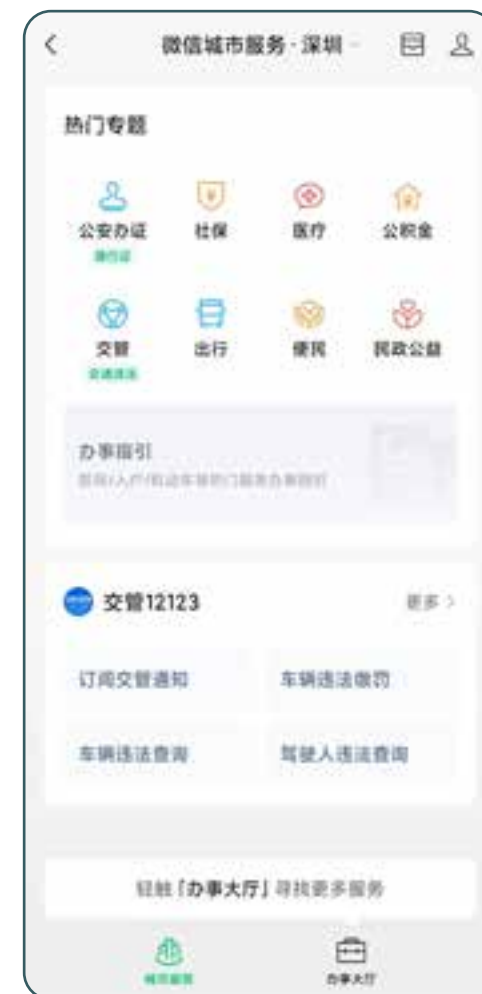 微信城市服务 · 深圳
热门专题
公安办证 社保 医疗 公积金
交管 出行 便民 民政公益
办事指引
交管12123 更多
订阅交管通知 车辆违法缴罚
车辆违法查询 驾驶人违法查询
轻触「办事大厅」寻找更多服务
城市服务 办事大厅